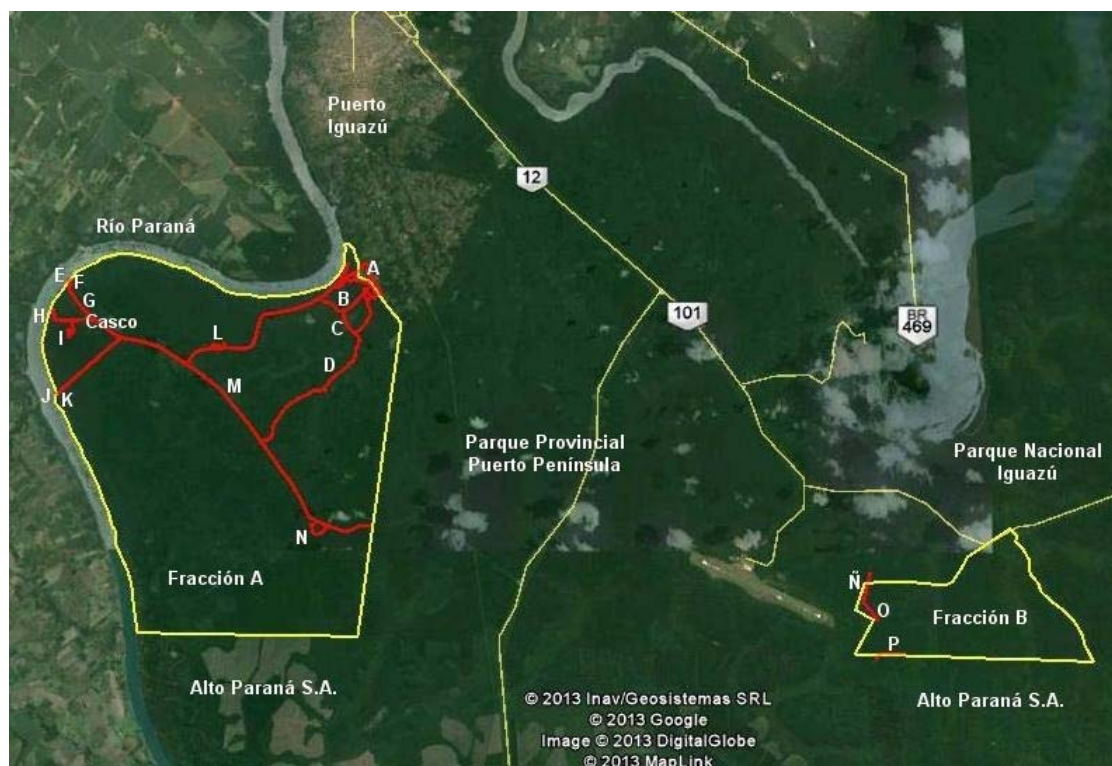 Puerto
Iguazú
12
Río Paraná
E
F
A
G
B
H
Casco
BR
469
101
I
C
L
D
M
J
K
Parque Provincial
Puerto Península
Parque Nacional
Iguazú
N
Fracción A
Ñ
O
Fracción B
P
Alto Paraná S.A.
Alto Paraná S.A.
© 2013 Inav/Geosistemas SRL
© 2013 Google
Image © 2013 DigitalGlobe
© 2013 MapLink